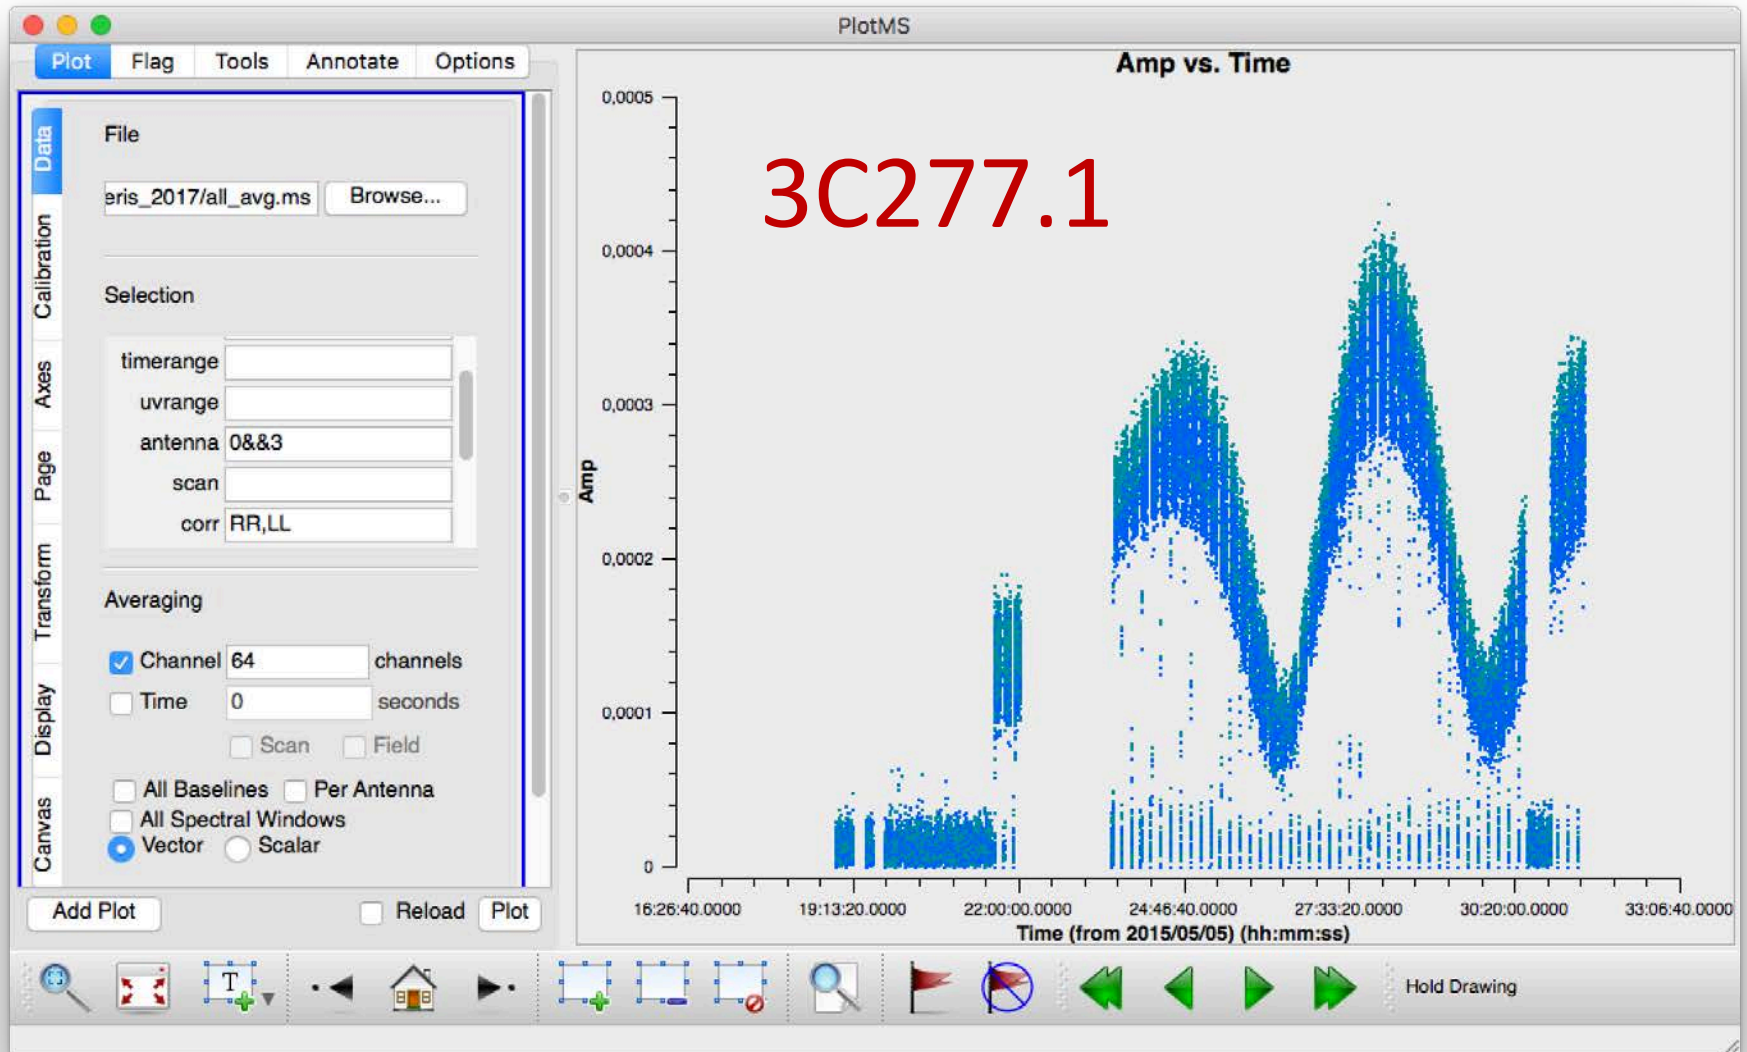 PlotMS
Plot Flag Tools Annotate Options
Data
Calibration
Axes
Page
Transform
Display
Canvas
File
eris_2017/all_avg.ms Browse...
Selection
timerange
uvrange
antenna 0&&3
scan
corr RR,LL
Averaging
Channel 64 channels
Time 0 seconds
Scan Field
All Baselines Per Antenna
All Spectral Windows
Vector Scalar
Add Plot Reload Plot
Amp vs. Time
3C277.1
Amp
0,0005
0,0004
0,0003
0,0002
0,0001
0
16:26:40.0000 19:13:20.0000 22:00:00.0000 24:46:40.0000 27:33:20.0000 30:20:00.0000 33:06:40.0000
Time (from 2015/05/05) (hh:mm:ss)
T
Hold Drawing